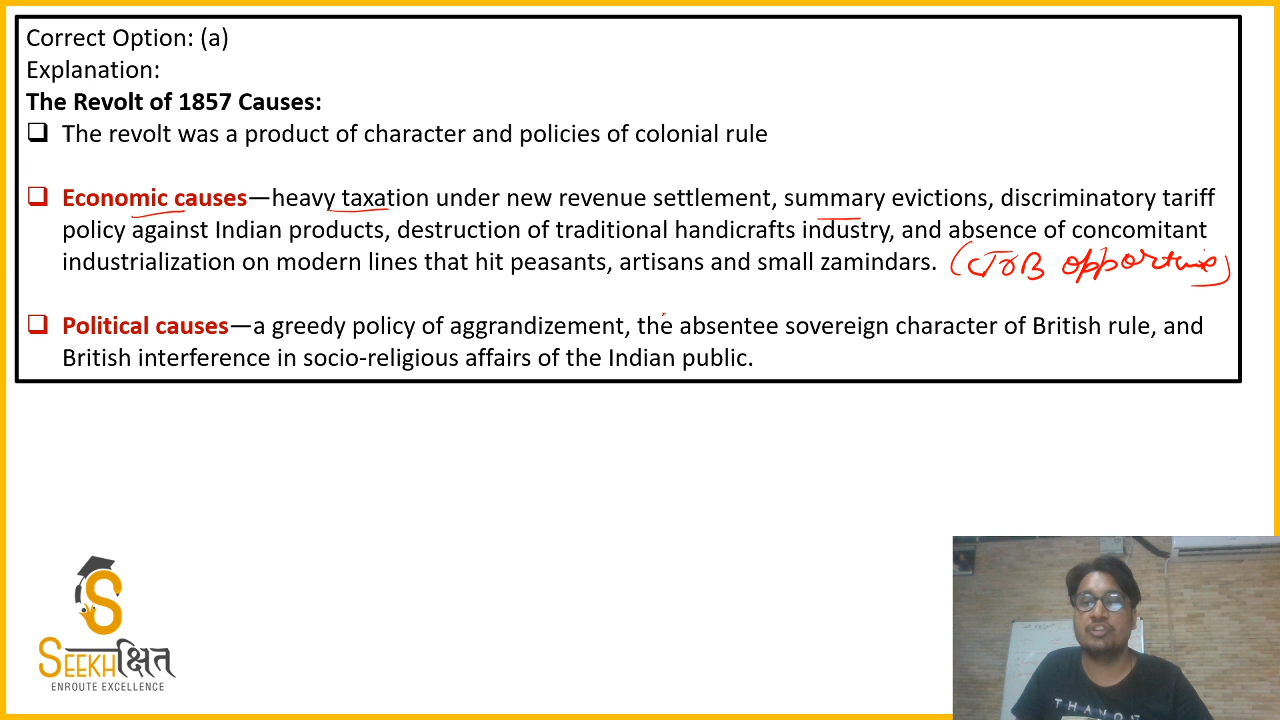 Correct Option: (a)
Explanation:
The Revolt of 1857 Causes:
❑ The revolt was a product of character and policies of colonial rule
❑ Economic causes—heavy taxation under new revenue settlement, summary evictions, discriminatory tariff
policy against Indian products, destruction of traditional handicrafts industry, and absence of concomitant
industrialization on modern lines that hit peasants, artisans and small zamindars.
❑ Political causes—a greedy policy of aggrandizement, the absentee sovereign character of British rule, and
British interference in socio-religious affairs of the Indian public.
SEEKHक्षित
ENROUTE EXCELLENCE